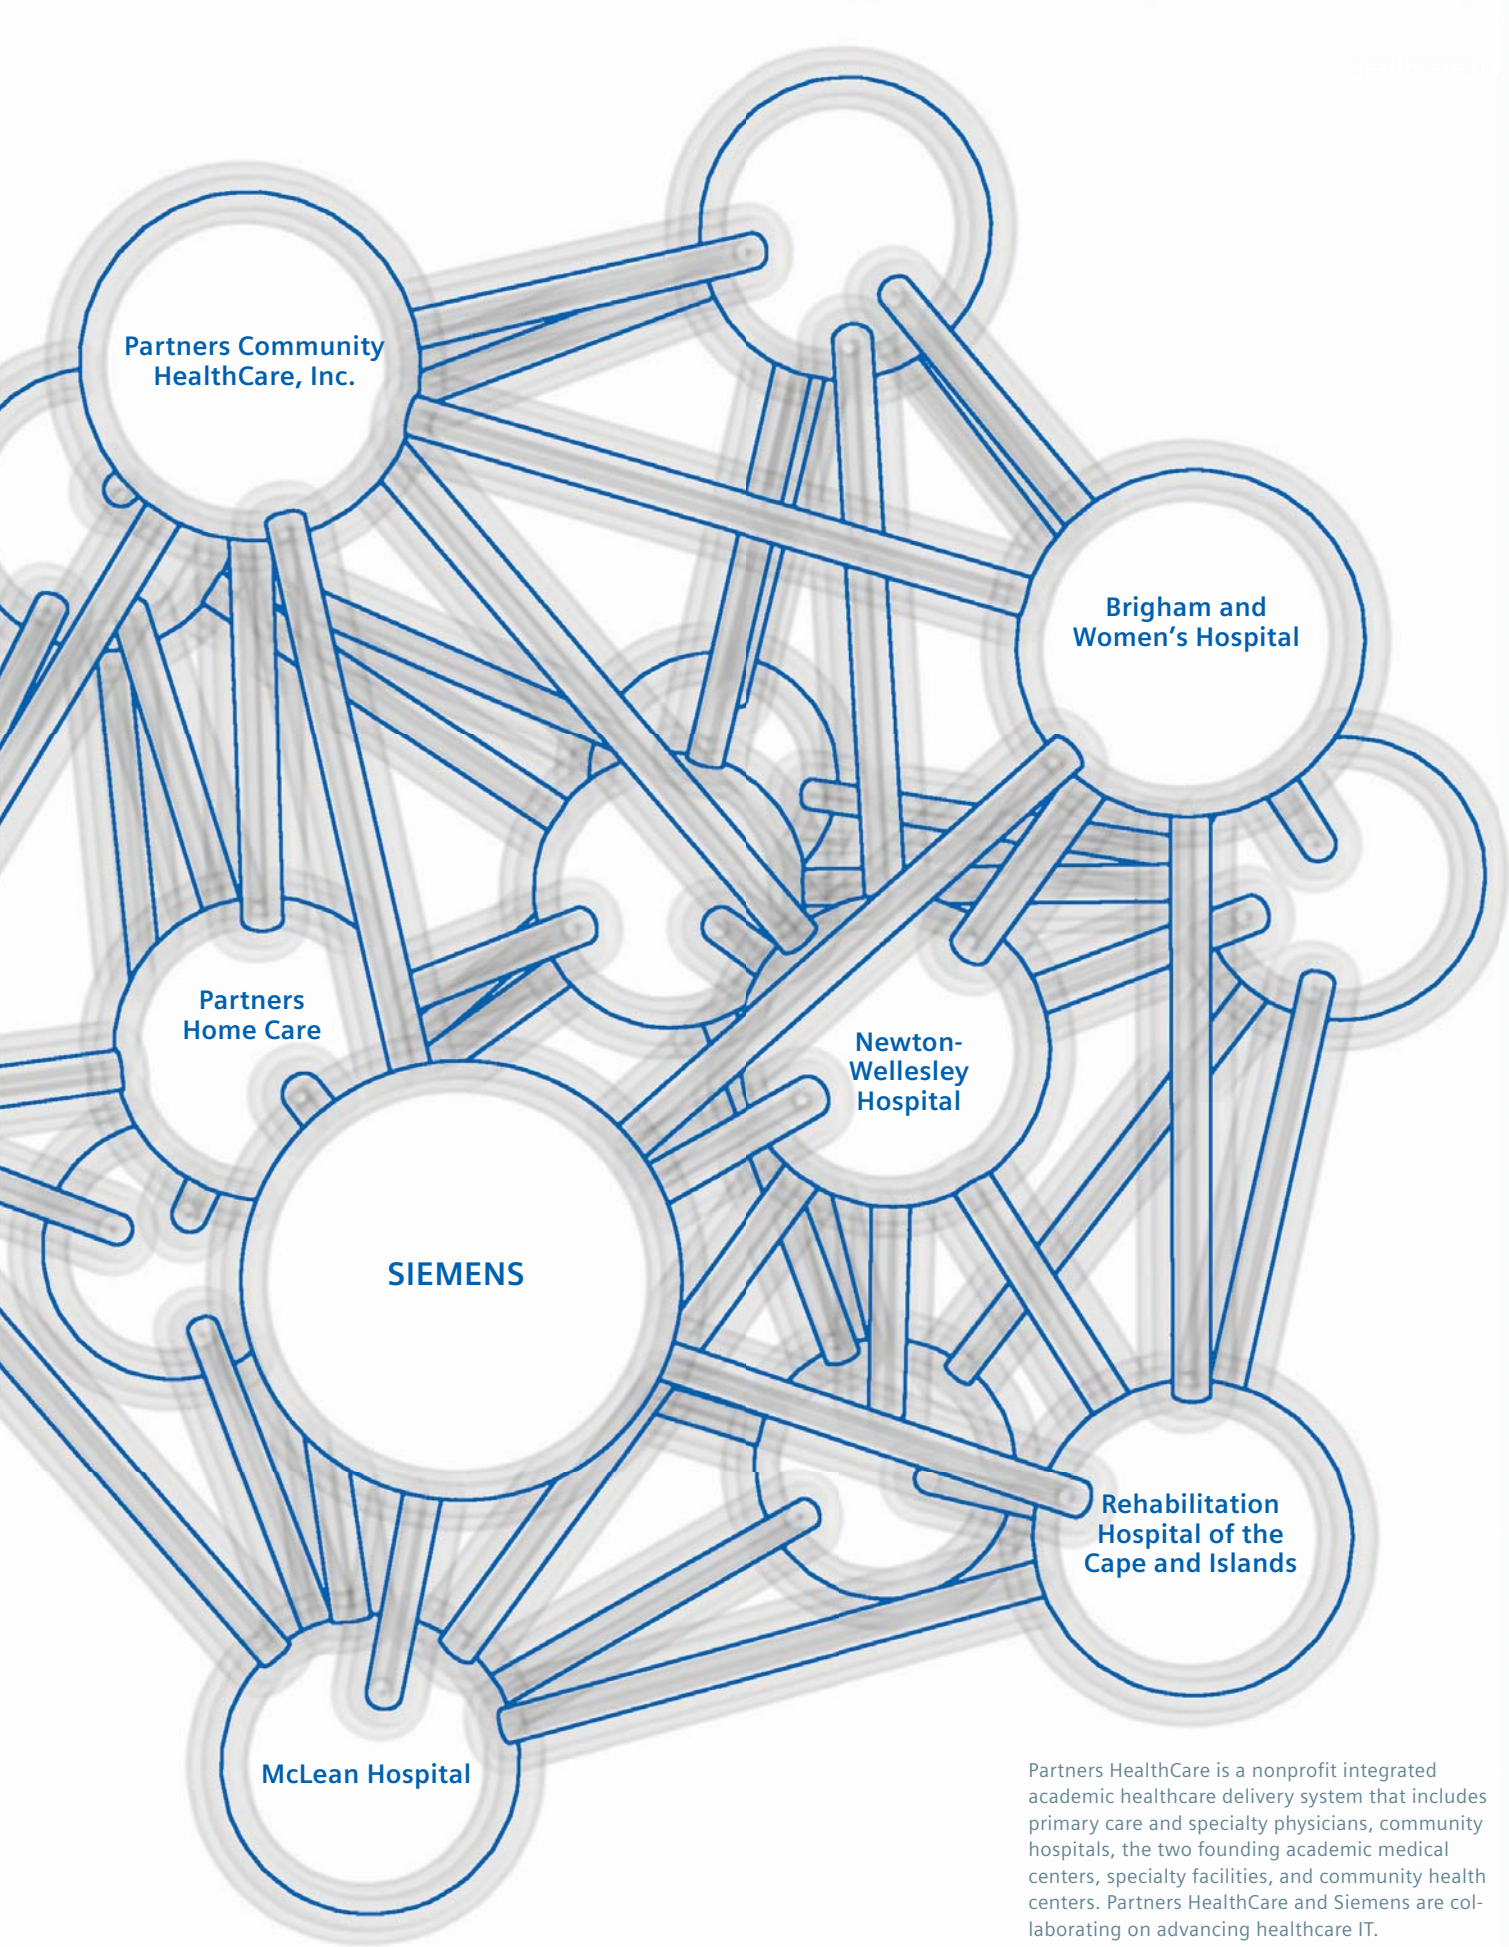 Partners Community
HealthCare, Inc.
Brigham and
Women’s Hospital
Partners
Home Care
Newton-
Wellesley
Hospital
SIEMENS
Rehabilitation
Hospital of the
Cape and Islands
McLean Hospital
Partners HealthCare is a nonprofit integrated
academic healthcare delivery system that includes
primary care and specialty physicians, community
hospitals, the two founding academic medical
centers, specialty facilities, and community health
centers. Partners HealthCare and Siemens are col-
laborating on advancing healthcare IT.